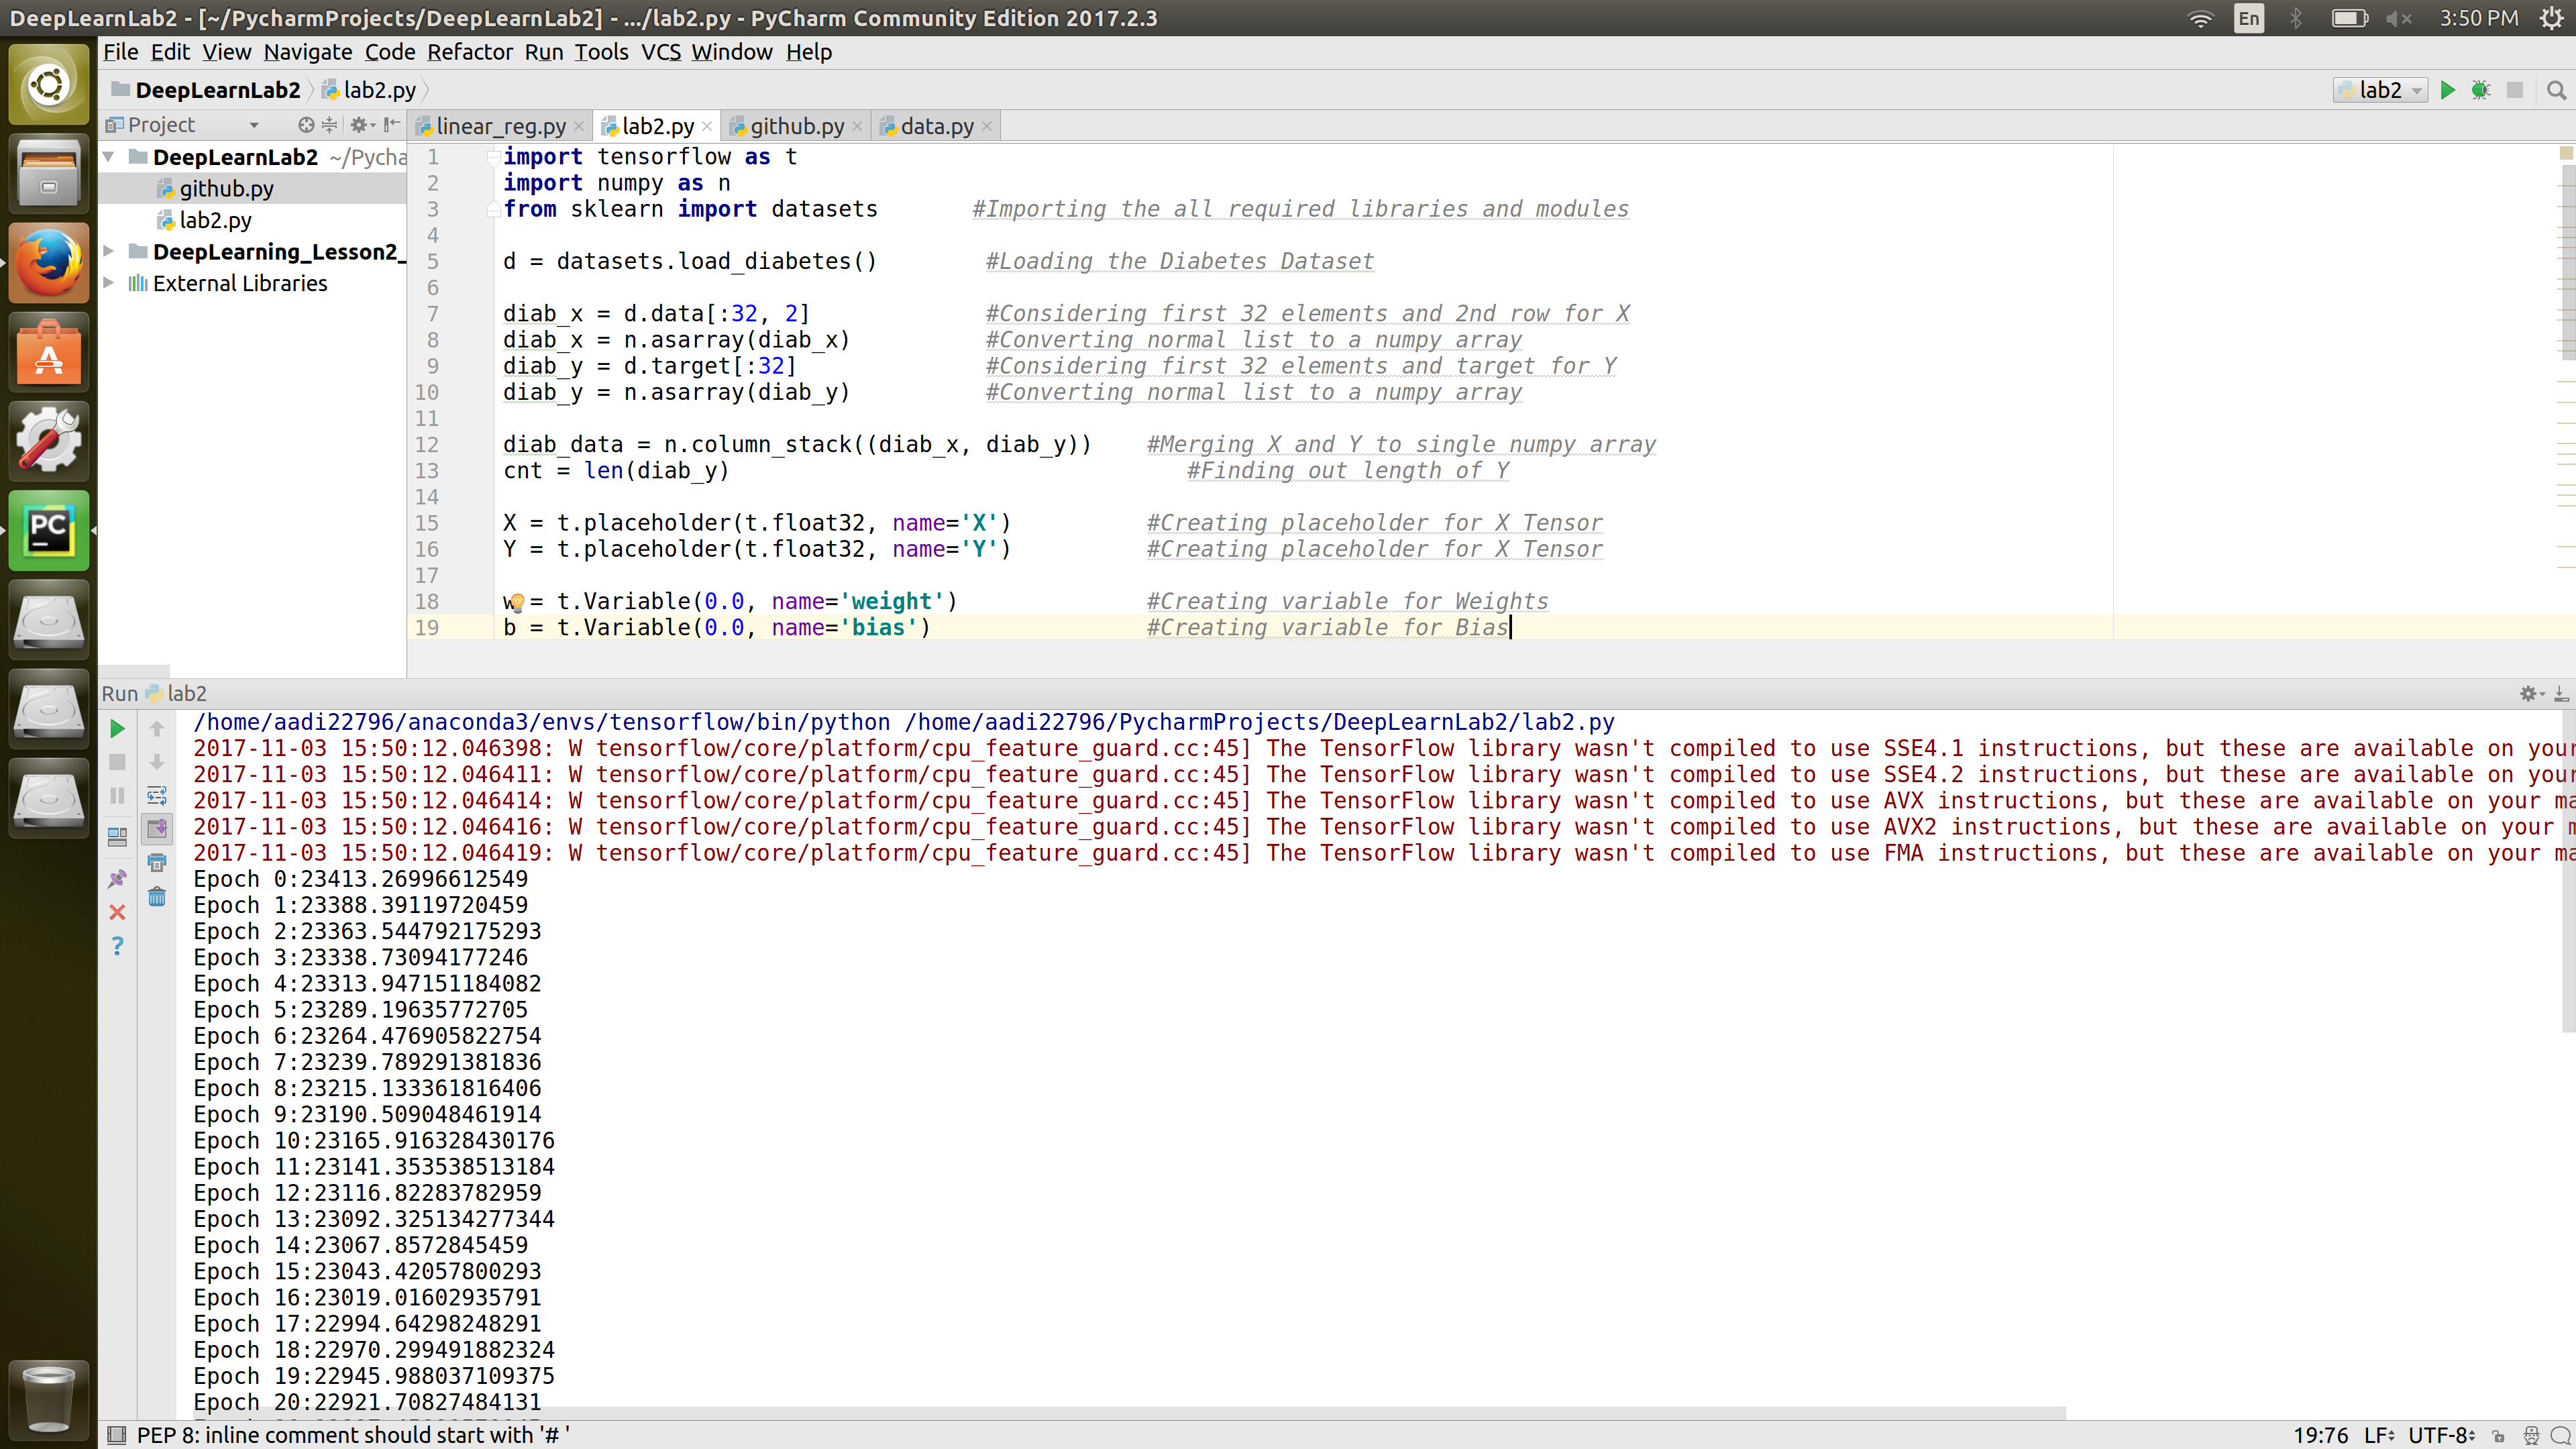 DeepLearnLab2 - [~/PycharmProjects/DeepLearnLab2] - .../lab2.py - PyCharm Community Edition 2017.2.3
En
3:50 PM
File Edit View Navigate Code Refactor Run Tools VCS Window Help
DeepLearnLab2 lab2.py
lab2
Project
linear_reg.py
lab2.py
github.py
data.py
DeepLearnLab2 ~/Pycha
github.py
lab2.py
DeepLearning_Lesson2_
External Libraries
1 import tensorflow as t
2 import numpy as n
3 from sklearn import datasets #Importing the all required libraries and modules
4
5 d = datasets.load_diabetes() #Loading the Diabetes Dataset
6
7 diab_x = d.data[:32, 2] #Considering first 32 elements and 2nd row for X
8 diab_x = n.asarray(diab_x) #Converting normal list to a numpy array
9 diab_y = d.target[:32] #Considering first 32 elements and target for Y
10 diab_y = n.asarray(diab_y) #Converting normal list to a numpy array
11
12 diab_data = n.column_stack((diab_x, diab_y)) #Merging X and Y to single numpy array
13 cnt = len(diab_y) #Finding out length of Y
14
15 X = t.placeholder(t.float32, name='X') #Creating placeholder for X Tensor
16 Y = t.placeholder(t.float32, name='Y') #Creating placeholder for X Tensor
17
18 w = t.Variable(0.0, name='weight') #Creating variable for Weights
19 b = t.Variable(0.0, name='bias') #Creating variable for Bias
Run lab2
/home/aadi22796/anaconda3/envs/tensorflow/bin/python /home/aadi22796/PycharmProjects/DeepLearnLab2/lab2.py
2017-11-03 15:50:12.046398: W tensorflow/core/platform/cpu_feature_guard.cc:45] The TensorFlow library wasn't compiled to use SSE4.1 instructions, but these are available on your
2017-11-03 15:50:12.046411: W tensorflow/core/platform/cpu_feature_guard.cc:45] The TensorFlow library wasn't compiled to use SSE4.2 instructions, but these are available on your
2017-11-03 15:50:12.046414: W tensorflow/core/platform/cpu_feature_guard.cc:45] The TensorFlow library wasn't compiled to use AVX instructions, but these are available on your ma
2017-11-03 15:50:12.046416: W tensorflow/core/platform/cpu_feature_guard.cc:45] The TensorFlow library wasn't compiled to use AVX2 instructions, but these are available on your m
2017-11-03 15:50:12.046419: W tensorflow/core/platform/cpu_feature_guard.cc:45] The TensorFlow library wasn't compiled to use FMA instructions, but these are available on your ma
Epoch 0:23413.26996612549
Epoch 1:23388.39119720459
Epoch 2:23363.544792175293
Epoch 3:23338.73094177246
Epoch 4:23313.947151184082
Epoch 5:23289.19635772705
Epoch 6:23264.476905822754
Epoch 7:23239.789291381836
Epoch 8:23215.133361816406
Epoch 9:23190.509048461914
Epoch 10:23165.916328430176
Epoch 11:23141.353538513184
Epoch 12:23116.82283782959
Epoch 13:23092.325134277344
Epoch 14:23067.8572845459
Epoch 15:23043.42057800293
Epoch 16:23019.01602935791
Epoch 17:22994.64298248291
Epoch 18:22970.299491882324
Epoch 19:22945.988037109375
Epoch 20:22921.70827484131
PEP 8: inline comment should start with '# '
19:76 LF UTF-8